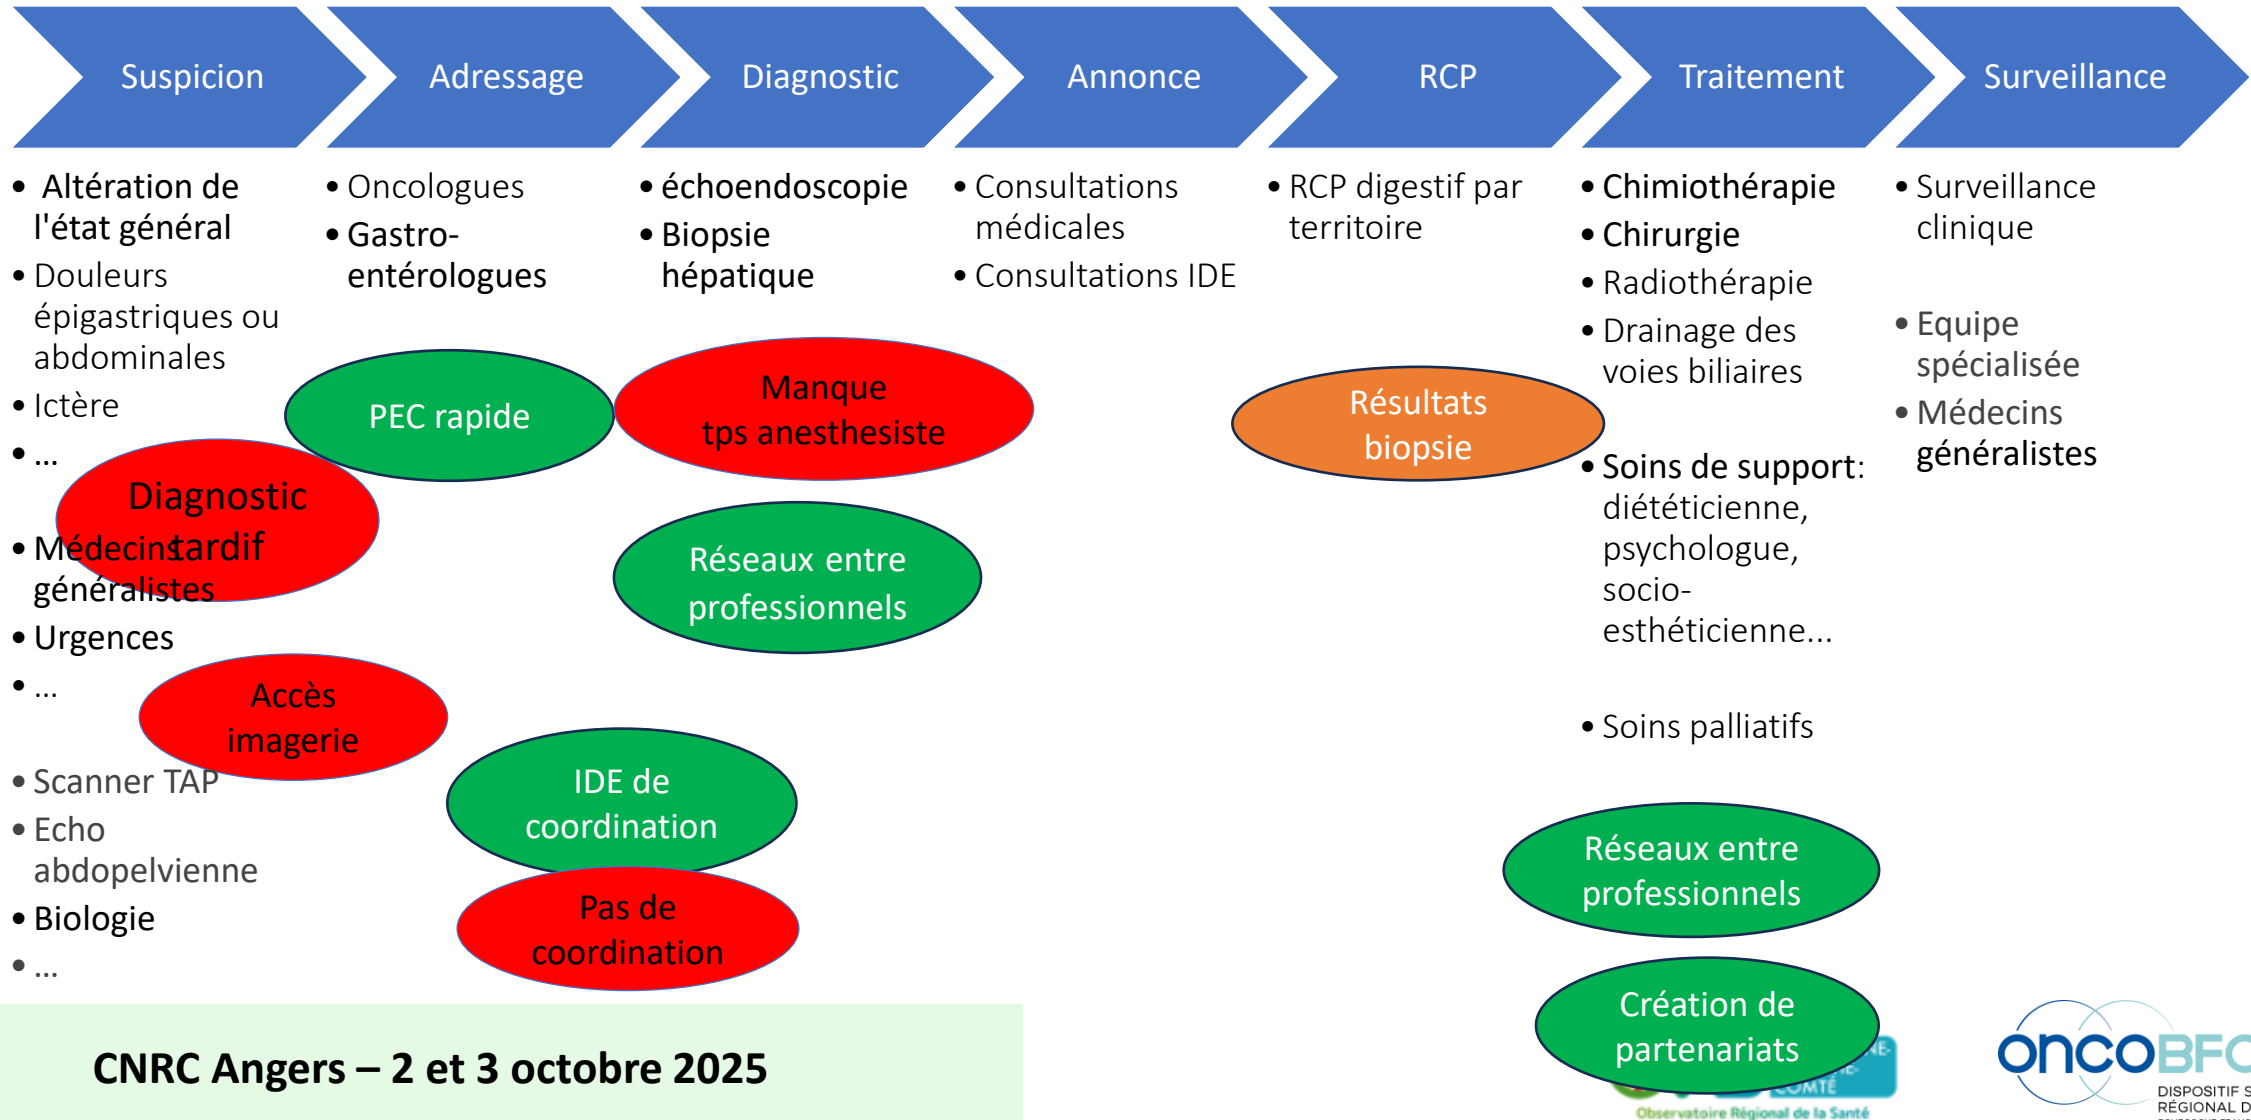 Suspicion
Adressage
Diagnostic
Annonce
RCP
Traitement
Surveillance
• Altération de
l'état général
• Douleurs
épigastriques ou
abdominales
• Ictère
• ...
• Médecins
généralistes
• Urgences
• ...
• Scanner TAP
• Echo
abdopelvienne
• Biologie
• ...
Diagnostic
tardif
Accès
imagerie
• Oncologues
• Gastro-
entérologues
PEC rapide
IDE de
coordination
Pas de
coordination
• échoendoscopie
• Biopsie
hépatique
Manque
tps anesthesiste
Réseaux entre
professionnels
• Consultations
médicales
• Consultations IDE
• RCP digestif par
territoire
Résultats
biopsie
• Chimiothérapie
• Chirurgie
• Radiothérapie
• Drainage des
voies biliaires
• Soins de support:
diététicienne,
psychologue,
socio-
esthéticienne...
• Soins palliatifs
Réseaux entre
professionnels
Création de
partenariats
• Surveillance
clinique
• Equipe
spécialisée
• Médecins
généralistes
CNRC Angers – 2 et 3 octobre 2025
COMTÉ
Observatoire Régional de la Santé
oncoBFC
DISPOSITIF S
RÉGIONAL D